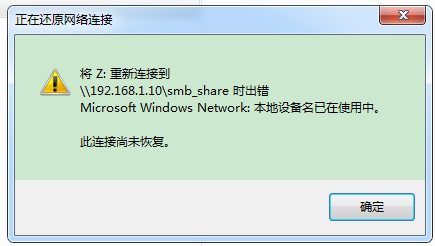 正在还原网络连接
将 Z: 重新连接到
\\192.168.1.10\smb_share 时出错
Microsoft Windows Network: 本地设备名已在使用中。
此连接尚未恢复。
确定